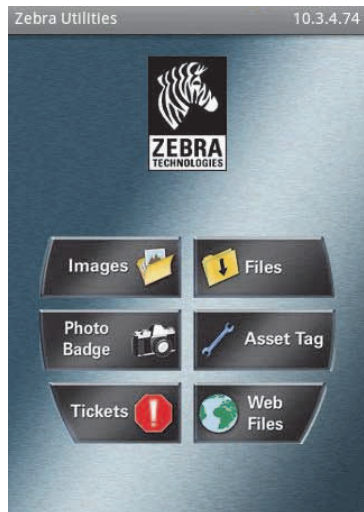 Zebra Utilities 10.3.4.74
ZEBRA
TECHNOLOGIES
Images Files
Photo
Badge
Asset Tag
Tickets
Web
Files